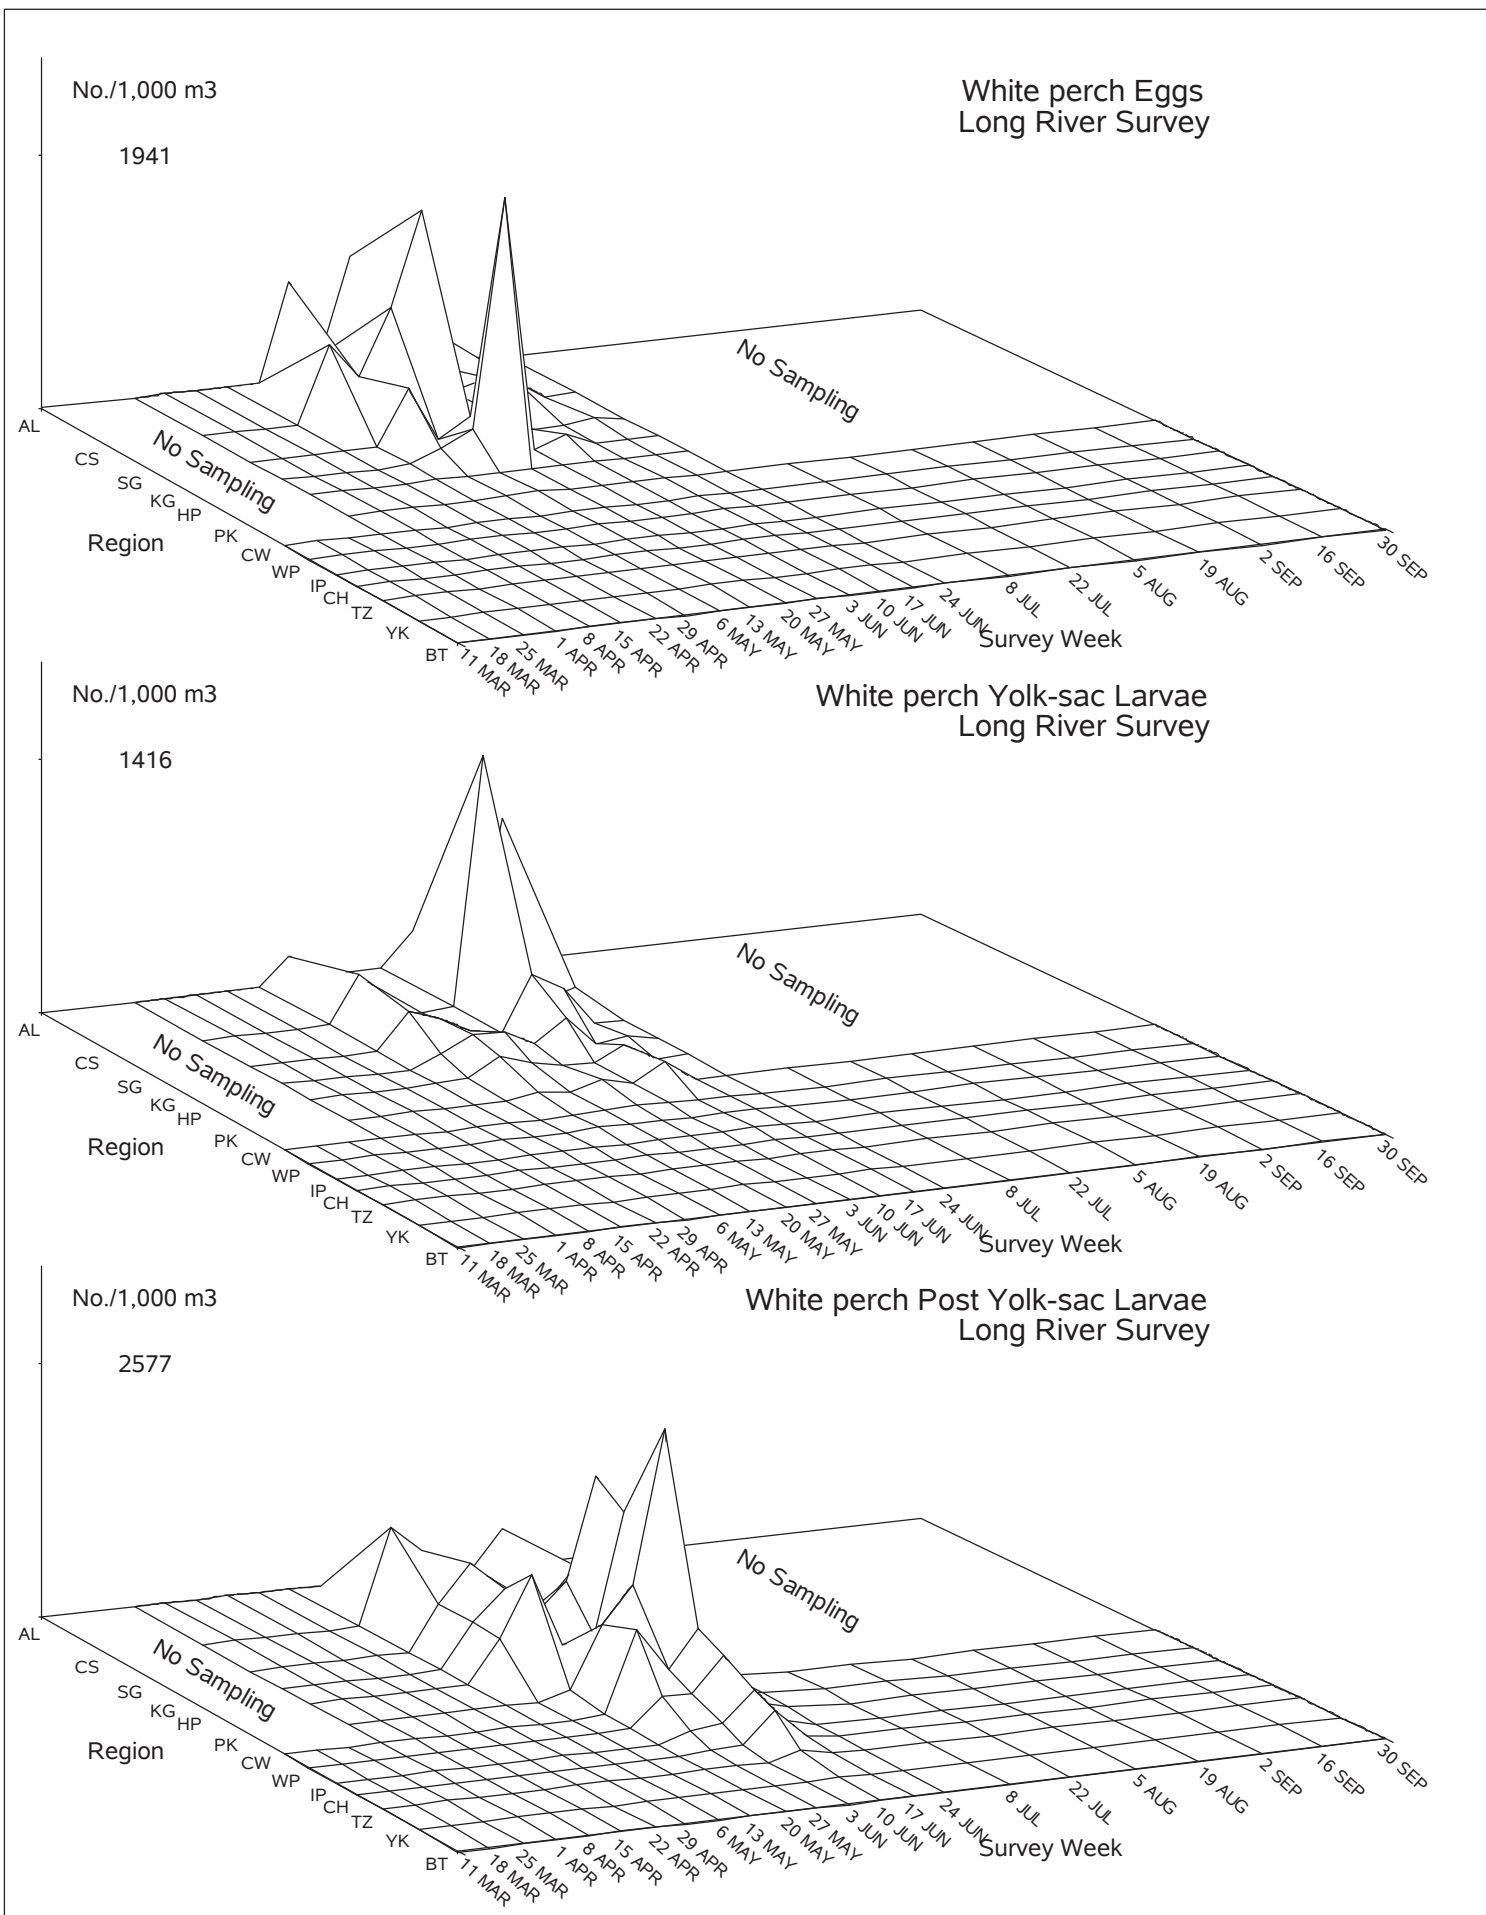 No./1,000 m3
White perch Eggs
Long River Survey
1941
No Sampling
AL
CS
SG
KG
HP
PK
CW
WP
IP
CH
TZ
YK
BT
No Sampling
Region
11 MAR
18 MAR
25 MAR
1 APR
8 APR
15 APR
22 APR
29 APR
6 MAY
13 MAY
20 MAY
27 MAY
3 JUN
10 JUN
17 JUN
24 JUN
8 JUL
22 JUL
5 AUG
19 AUG
2 SEP
16 SEP
30 SEP
Survey Week
No./1,000 m3
White perch Yolk-sac Larvae
Long River Survey
1416
No Sampling
AL
CS
SG
KG
HP
PK
CW
WP
IP
CH
TZ
YK
BT
No Sampling
Region
11 MAR
18 MAR
25 MAR
1 APR
8 APR
15 APR
22 APR
29 APR
6 MAY
13 MAY
20 MAY
27 MAY
3 JUN
10 JUN
17 JUN
24 JUN
8 JUL
22 JUL
5 AUG
19 AUG
2 SEP
16 SEP
30 SEP
Survey Week
No./1,000 m3
White perch Post Yolk-sac Larvae
Long River Survey
2577
No Sampling
AL
CS
SG
KG
HP
PK
CW
WP
IP
CH
TZ
YK
BT
No Sampling
Region
11 MAR
18 MAR
25 MAR
1 APR
8 APR
15 APR
22 APR
29 APR
6 MAY
13 MAY
20 MAY
27 MAY
3 JUN
10 JUN
17 JUN
24 JUN
8 JUL
22 JUL
5 AUG
19 AUG
2 SEP
16 SEP
30 SEP
Survey Week